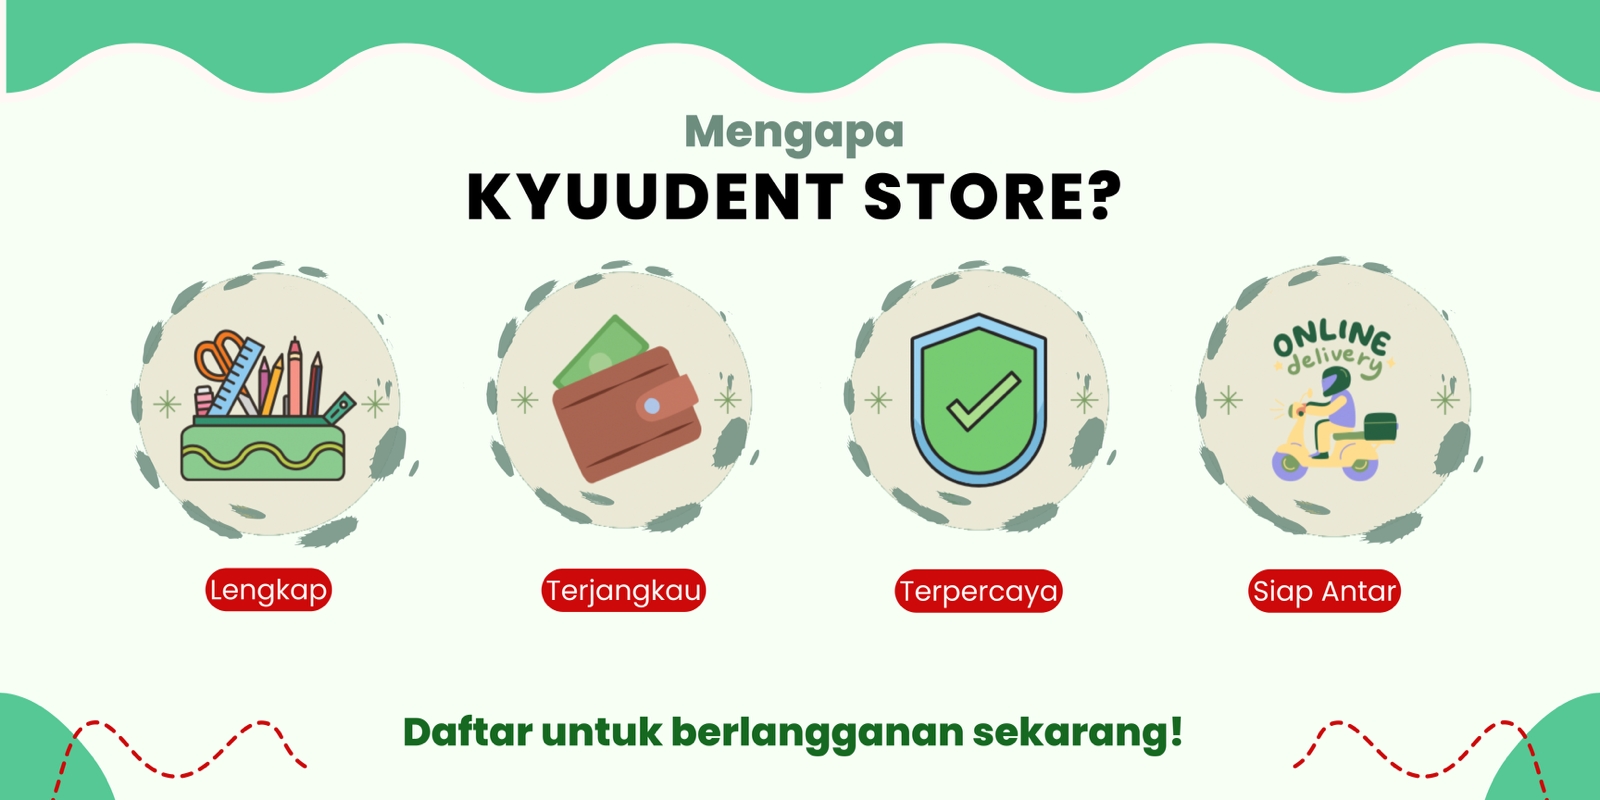 Mengapa
KYUUDENT STORE?
ONLINE
delivery
Lengkap
Terjangkau
Terpercaya
Siap Antar
Daftar untuk berlangganan sekarang!